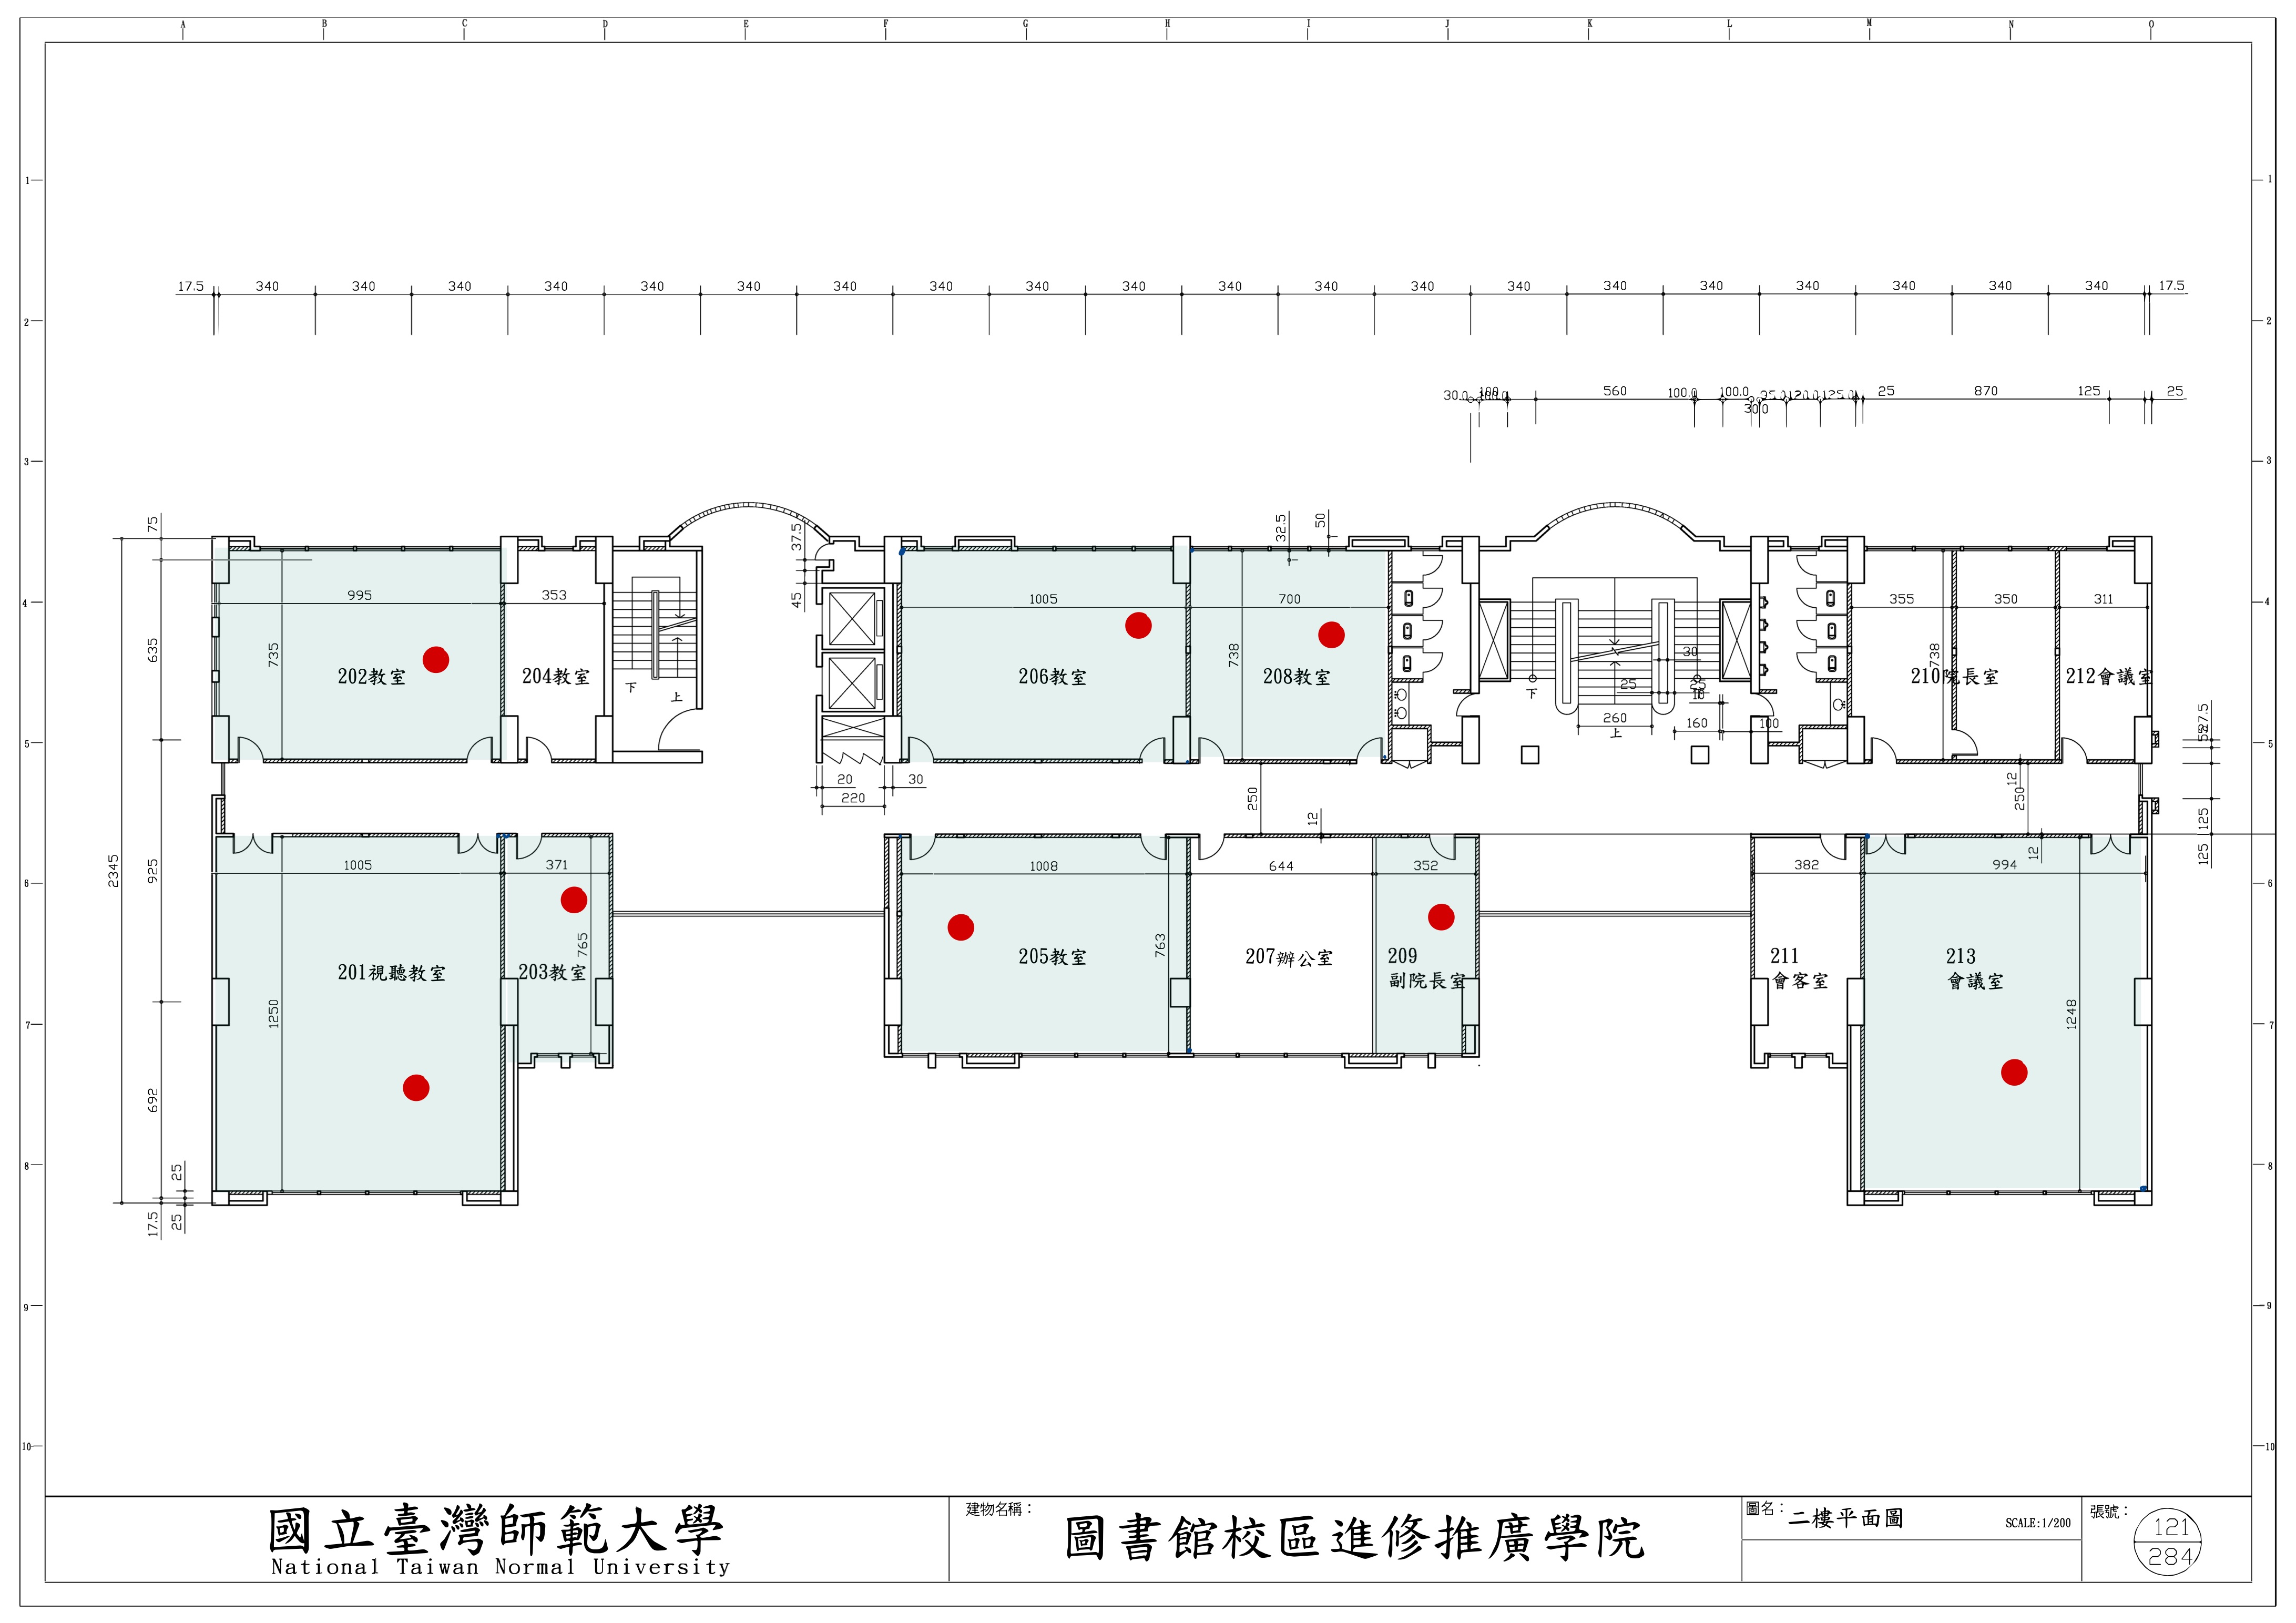 A B C D E F G H I J K L M N O
1 1
2 2
17.5 340 340 340 340 340 340 340 340 340 340 340 340 340 340 340 340 340 340 340 340 17.5
30.0 100 100.0 560 100.0 100.0 30.0 25 870 125 25
3 3
75 37.5 32.5 50
4 4
995 353 45 1005 700 355 350 311
635 735 738 30 738
202教室 204教室 下 上 206教室 208教室 下 25 210院長室 212會議室
260 上 160 100
5 5
20 30
220
250 12 12 250 125
2345 925 1005 371 1008 644 352 382 12 994 125
6 6
765 763
201視聽教室 203教室 205教室 207辦公室 209 211 213
副院長室 會客室 會議室
1250 1248
7 7
692
8 8
25
17.5 25
9 9
10 10
國立臺灣師範大學
National Taiwan Normal University
建物名稱：
圖書館校區進修推廣學院
圖名：二樓平面圖
SCALE:1/200
張號：
121
284